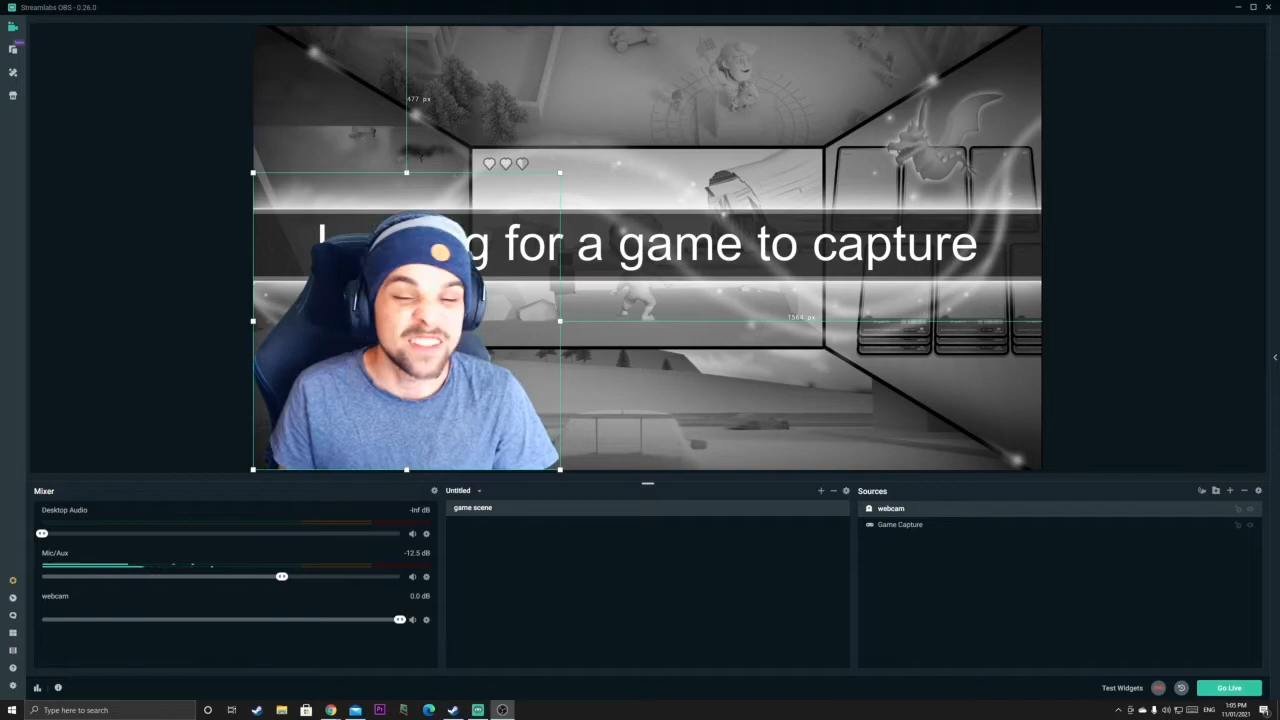 Streamlabs OBS - 0.26.0
477 px
g for a game to capture
1564 px
Mixer
Desktop Audio
-Inf dB
Mic/Aux
-12.5 dB
webcam
0.0 dB
Untitled
game scene
Sources
webcam
Game Capture
Test Widgets
REC
Go Live
Type here to search
ENG
1:05 PM
11/01/2021